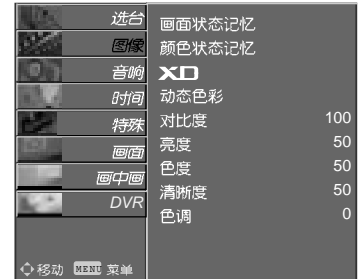 选台
图像
音响
时间
特殊
画面
画中画
DVR
移动 MENU 菜单
画面状态记忆
颜色状态记忆
XD
动态色彩
对比度 100
亮度 50
色度 50
清晰度 50
色调 0